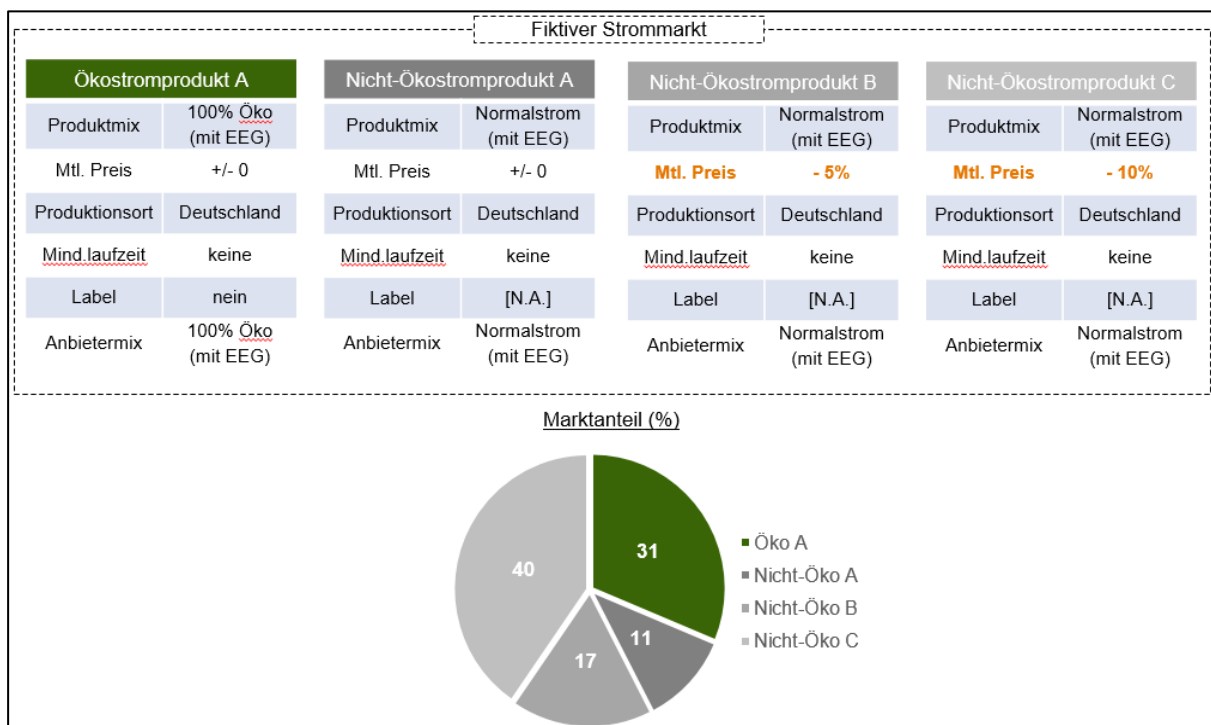 Fiktiver Strommarkt
Ökostromprodukt A
Produktmix
100% Öko
(mit EEG)
Mtl. Preis
+/- 0
Produktionsort
Deutschland
Mind.laufzeit
keine
Label
nein
Anbietermix
100% Öko
(mit EEG)
Nicht-Ökostromprodukt A
Produktmix
Normalstrom
(mit EEG)
Mtl. Preis
+/- 0
Produktionsort
Deutschland
Mind.laufzeit
keine
Label
[N.A.]
Anbietermix
Normalstrom
(mit EEG)
Nicht-Ökostromprodukt B
Produktmix
Normalstrom
(mit EEG)
Mtl. Preis
- 5%
Produktionsort
Deutschland
Mind.laufzeit
keine
Label
[N.A.]
Anbietermix
Normalstrom
(mit EEG)
Nicht-Ökostromprodukt C
Produktmix
Normalstrom
(mit EEG)
Mtl. Preis
- 10%
Produktionsort
Deutschland
Mind.laufzeit
keine
Label
[N.A.]
Anbietermix
Normalstrom
(mit EEG)
Marktanteil (%)
31
11
17
40
Öko A
Nicht-Öko A
Nicht-Öko B
Nicht-Öko C